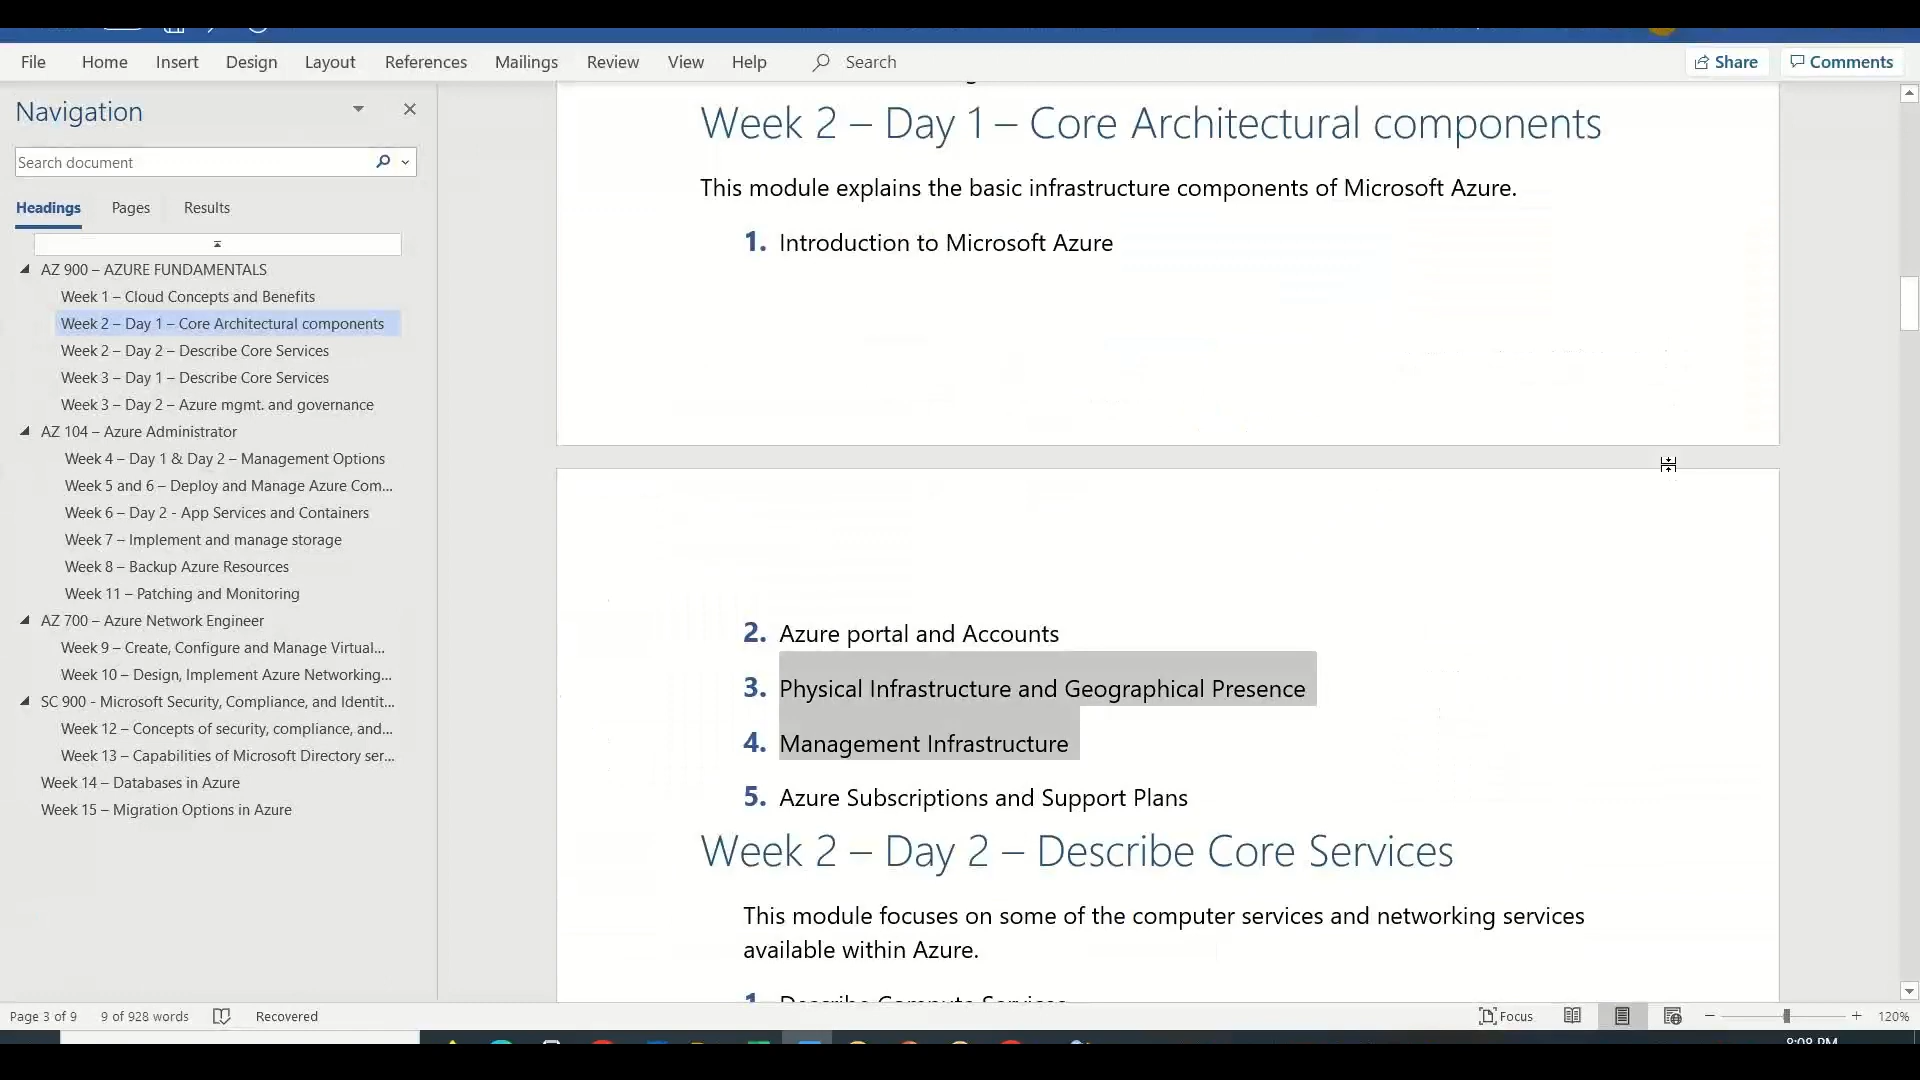 File Home Insert Design Layout References Mailings Review View Help Search Share Comments
Navigation
Search document
Headings Pages Results
AZ 900 – AZURE FUNDAMENTALS
Week 1 – Cloud Concepts and Benefits
Week 2 – Day 1 – Core Architectural components
Week 2 – Day 2 – Describe Core Services
Week 3 – Day 1 – Describe Core Services
Week 3 – Day 2 – Azure mgmt. and governance
AZ 104 – Azure Administrator
Week 4 – Day 1 & Day 2 – Management Options
Week 5 and 6 – Deploy and Manage Azure Com...
Week 6 – Day 2 - App Services and Containers
Week 7 – Implement and manage storage
Week 8 – Backup Azure Resources
Week 11 – Patching and Monitoring
AZ 700 – Azure Network Engineer
Week 9 – Create, Configure and Manage Virtual...
Week 10 – Design, Implement Azure Networking...
SC 900 - Microsoft Security, Compliance, and Identit...
Week 12 – Concepts of security, compliance, and...
Week 13 – Capabilities of Microsoft Directory ser...
Week 14 – Databases in Azure
Week 15 – Migration Options in Azure
Week 2 – Day 1 – Core Architectural components
This module explains the basic infrastructure components of Microsoft Azure.
1. Introduction to Microsoft Azure
2. Azure portal and Accounts
3. Physical Infrastructure and Geographical Presence
4. Management Infrastructure
5. Azure Subscriptions and Support Plans
Week 2 – Day 2 – Describe Core Services
This module focuses on some of the computer services and networking services
available within Azure.
1. Describe Compute Services
Page 3 of 9 9 of 928 words Recovered Focus 120%
8:08 PM